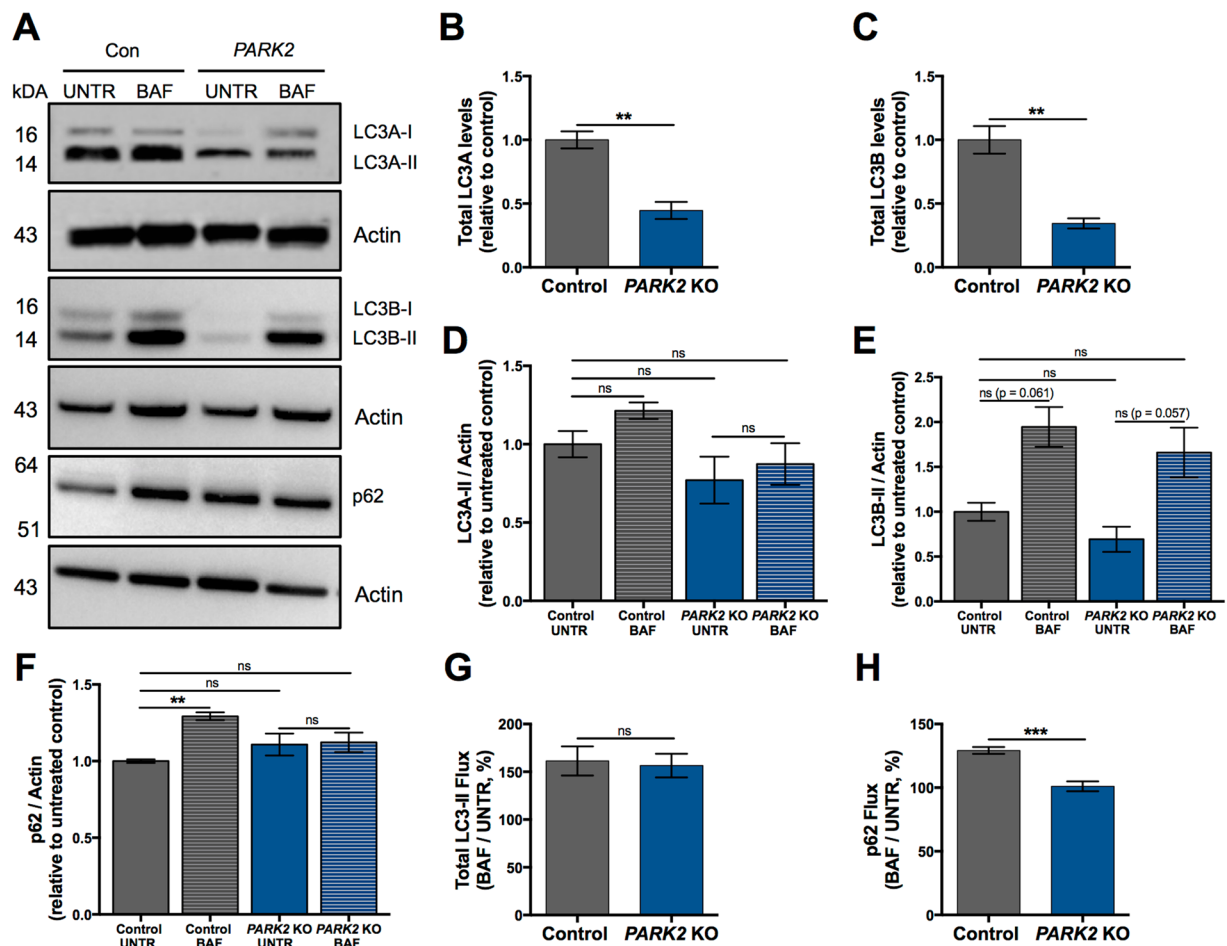 A
Con
PARK2
kDA
UNTR
BAF
UNTR
BAF
16
14
LC3A-I
LC3A-II
43
Actin
16
14
LC3B-I
LC3B-II
43
Actin
64
51
p62
43
Actin
B
Total LC3A levels
(relative to control)
1.5
1.0
0.5
0.0
**
Control
PARK2 KO
C
Total LC3B levels
(relative to control)
1.5
1.0
0.5
0.0
**
Control
PARK2 KO
D
LC3A-II / Actin
(relative to untreated control)
1.5
1.0
0.5
0.0
ns
ns
ns
ns
Control
UNTR
Control
BAF
PARK2 KO
UNTR
PARK2 KO
BAF
E
LC3B-II / Actin
(relative to untreated control)
2.5
2.0
1.5
1.0
0.5
0.0
ns
ns
ns (p = 0.061)
ns (p = 0.057)
Control
UNTR
Control
BAF
PARK2 KO
UNTR
PARK2 KO
BAF
F
p62 / Actin
(relative to untreated control)
1.5
1.0
0.5
0.0
ns
ns
**
ns
Control
UNTR
Control
BAF
PARK2 KO
UNTR
PARK2 KO
BAF
G
Total LC3-II Flux
(BAF / UNTR, %)
200
150
100
50
0
ns
Control
PARK2 KO
H
p62 Flux
(BAF / UNTR, %)
150
100
50
0
***
Control
PARK2 KO